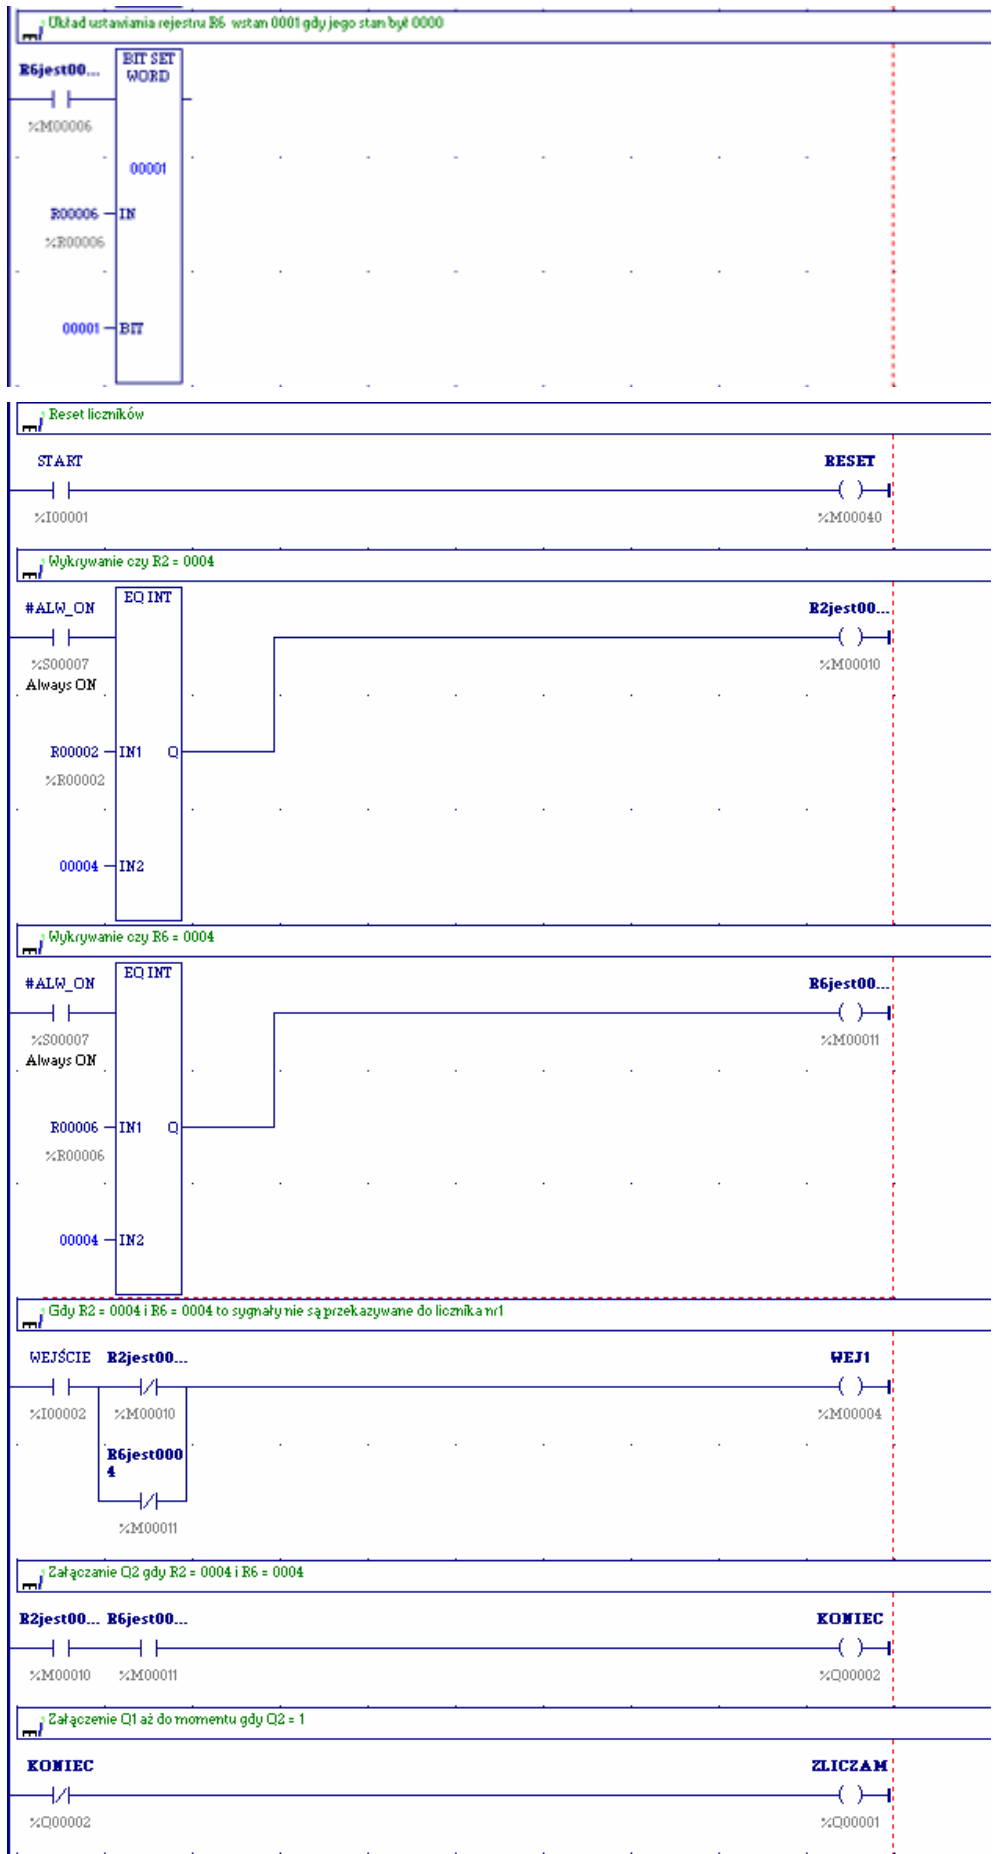 Układ ustawiania rejestru R6 wstan 0001 gdy jego stan był 0000
R6jest00...
BIT SET
WORD
%M00006
00001
R00006 IN
%R00006
00001 BIT
Reset liczników
START RESET
%I00001 %M00040
Wykrywanie czy R2 = 0004
#ALW_ON EQ INT R2jest00...
%S00007 %M00010
Always ON
R00002 IN1 Q
%R00002
00004 IN2
Wykrywanie czy R6 = 0004
#ALW_ON EQ INT R6jest00...
%S00007 %M00011
Always ON
R00006 IN1 Q
%R00006
00004 IN2
Gdy R2 = 0004 i R6 = 0004 to sygnały nie są przekazywane do licznika nr1
WEJŚCIE R2jest00... WEJ1
%I00002 %M00010 %M00004
R6jest000
4
%M00011
Załączanie Q2 gdy R2 = 0004 i R6 = 0004
R2jest00... R6jest00... KONIEC
%M00010 %M00011 %Q00002
Załączenie Q1 aż do momentu gdy Q2 = 1
KONIEC ZLICZAM
%Q00002 %Q00001